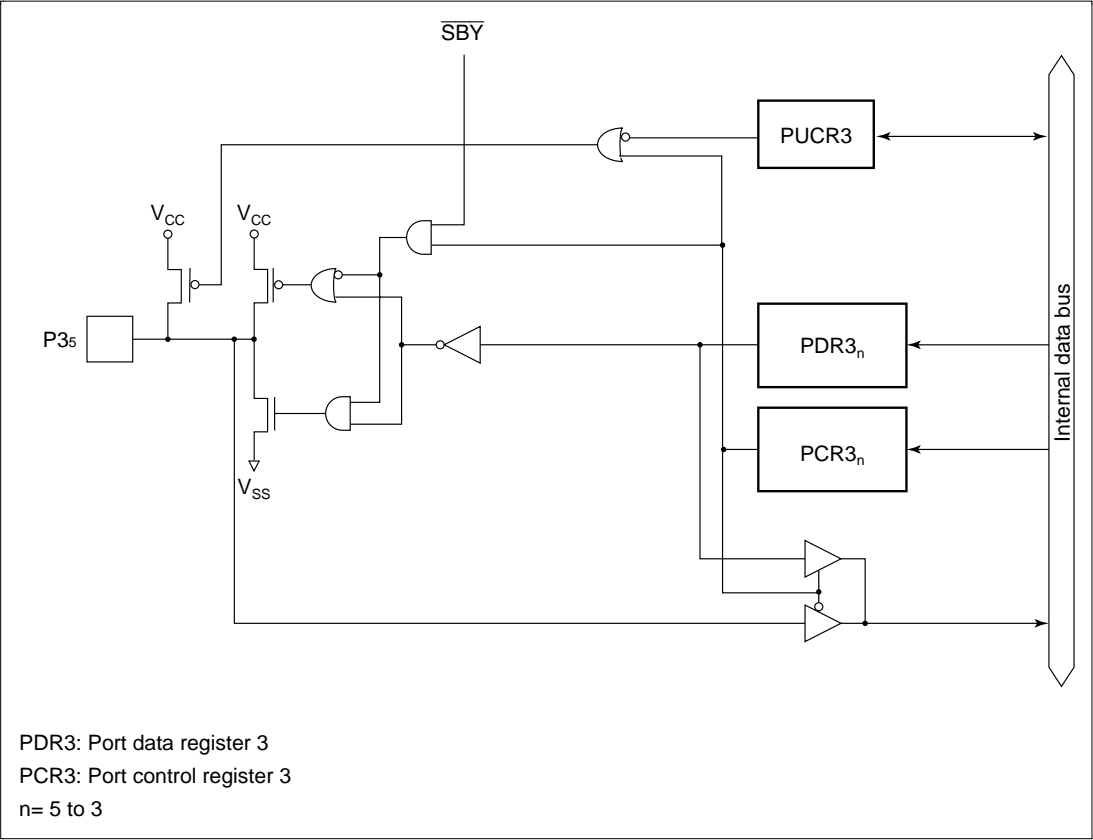 SBY
PUCR3
VCC VCC
P35
PDR3n
PCR3n
VSS
Internal data bus
PDR3: Port data register 3
PCR3: Port control register 3
n= 5 to 3